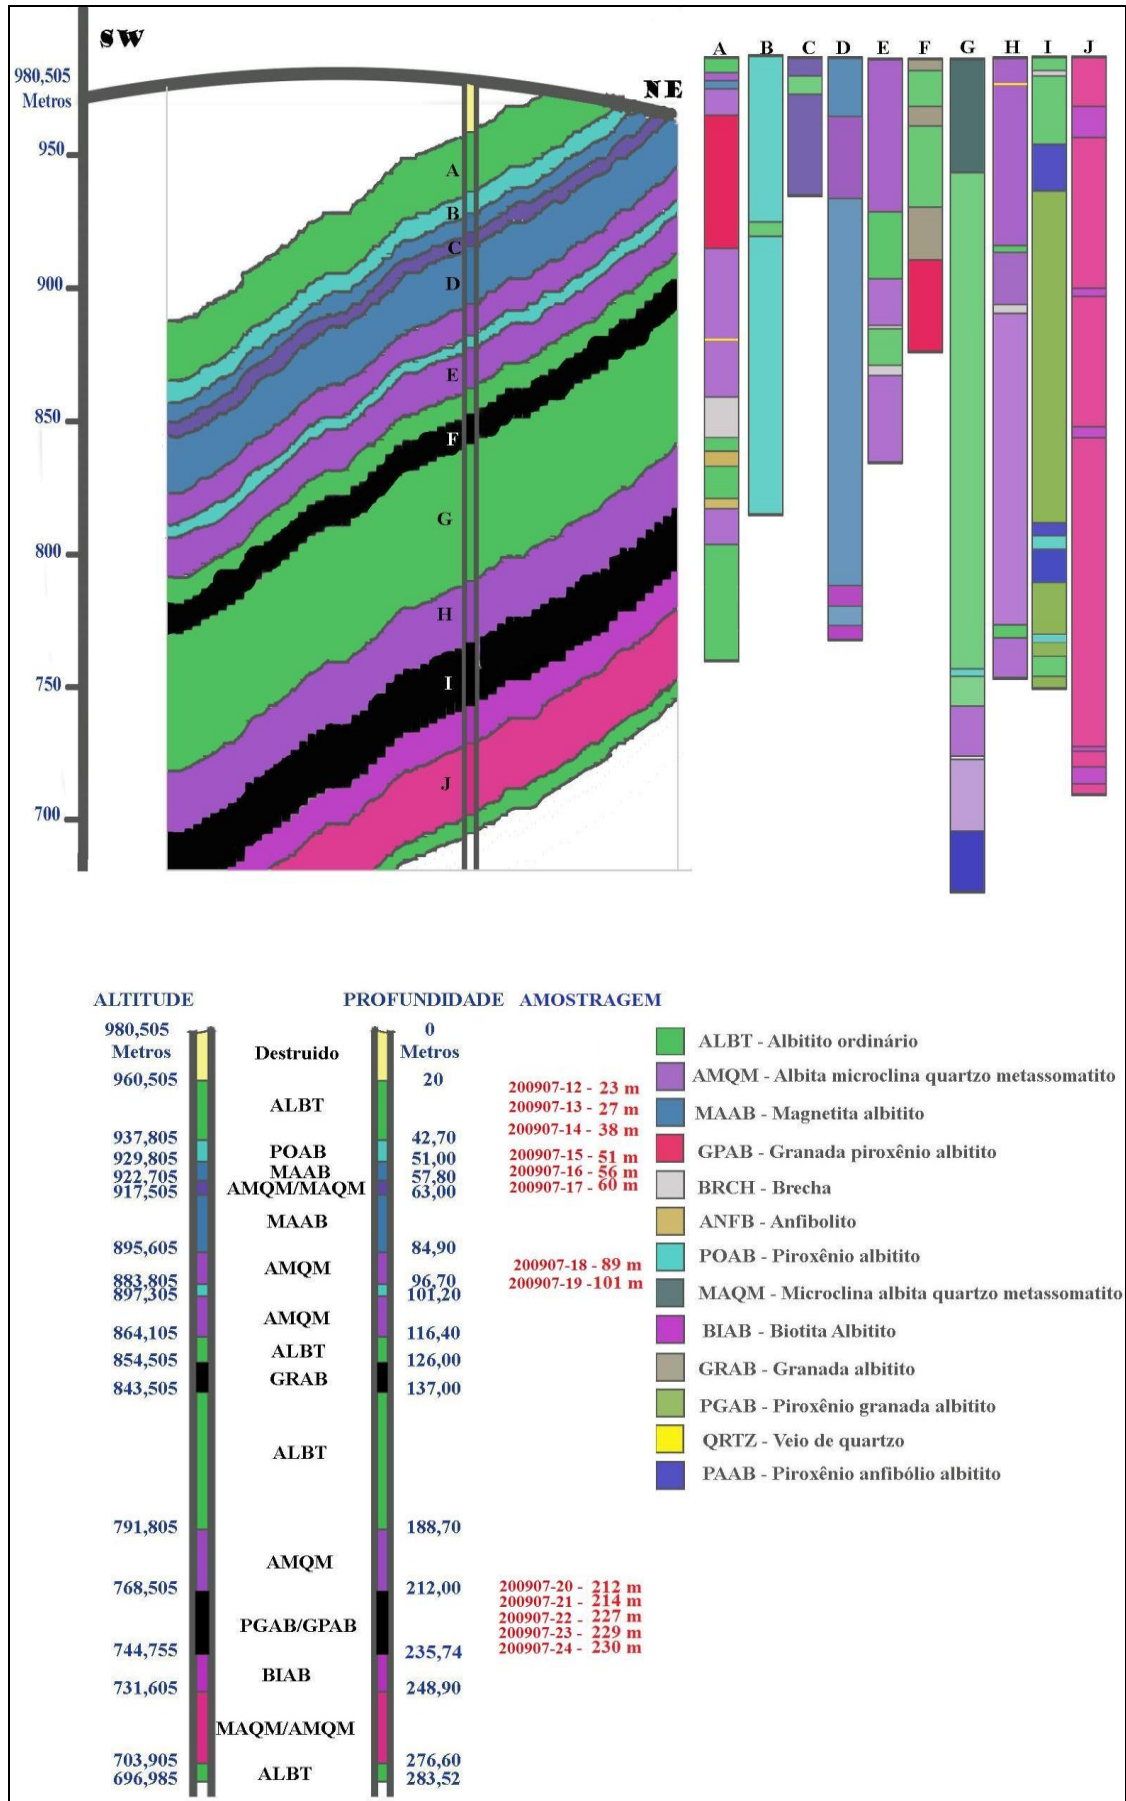 SW
980,505
Metros
NE
950
900
850
800
750
700
A
B
C
D
E
F
G
H
I
J
A B C D E F G H I J
ALTITUDE PROFUNDIDADE AMOSTRAGEM
980,505 0
Metros Destruido Metros
960,505 20
200907-12 - 23 m
ALBT 200907-13 - 27 m
200907-14 - 38 m
937,805 42,70
929,805 POAB 51,00 200907-15 - 51 m
922,705 MAAB 57,80 200907-16 - 56 m
917,505 AMQM/MAQM 63,00 200907-17 - 60 m
MAAB
895,605 84,90
AMQM 200907-18 - 89 m
883,805 96,70 200907-19 -101 m
897,305 101,20
AMQM
864,105 116,40
ALBT
854,505 126,00
GRAB
843,505 137,00
ALBT
791,805 188,70
AMQM
768,505 212,00 200907-20 - 212 m
200907-21 - 214 m
200907-22 - 227 m
PGAB/GPAB 200907-23 - 229 m
744,755 235,74 200907-24 - 230 m
BIAB
731,605 248,90
MAQM/AMQM
703,905 276,60
ALBT
696,985 283,52
ALBT - Albitito ordinário
AMQM - Albita microclina quartzo metassomatito
MAAB - Magnetita albitito
GPAB - Granada piroxênio albitito
BRCH - Brecha
ANFB - Anfibolito
POAB - Piroxênio albitito
MAQM - Microclina albita quartzo metassomatito
BIAB - Biotita Albitito
GRAB - Granada albitito
PGAB - Piroxênio granada albitito
QRTZ - Veio de quartzo
PAAB - Piroxênio anfibólio albitito